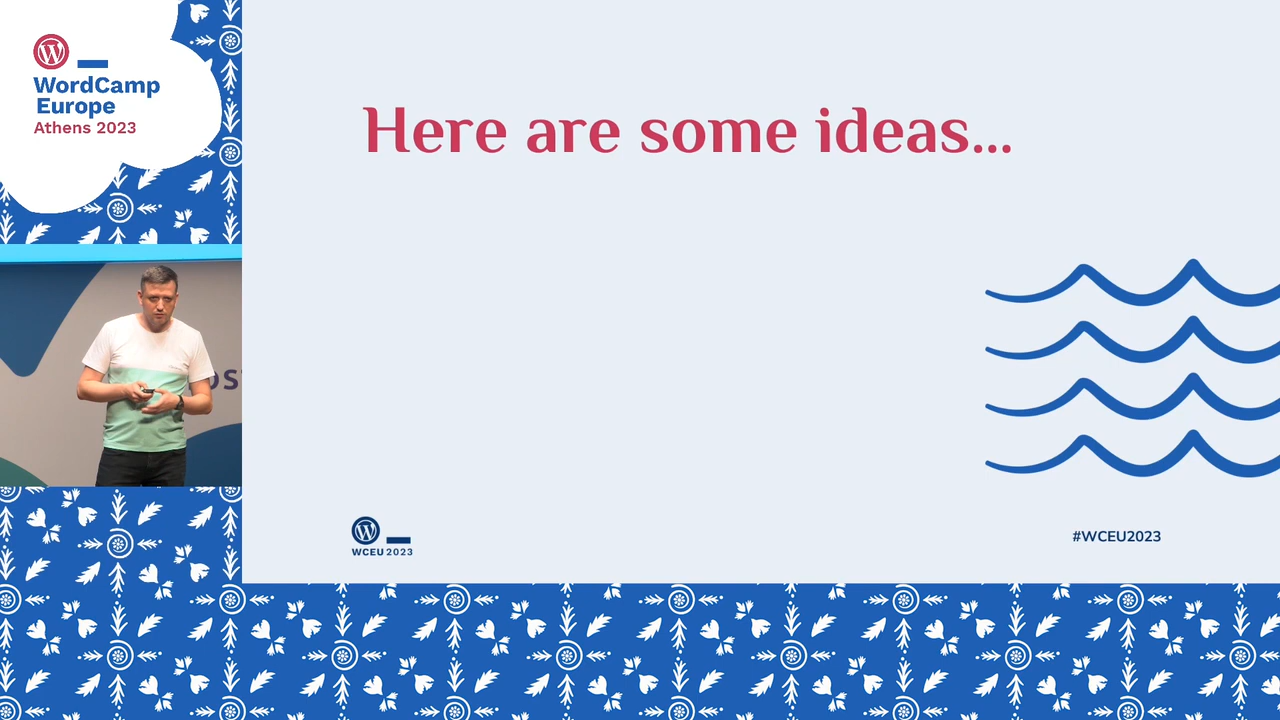 WordCamp
Europe
Athens 2023
Here are some ideas...
WCEU 2023
#WCEU2023